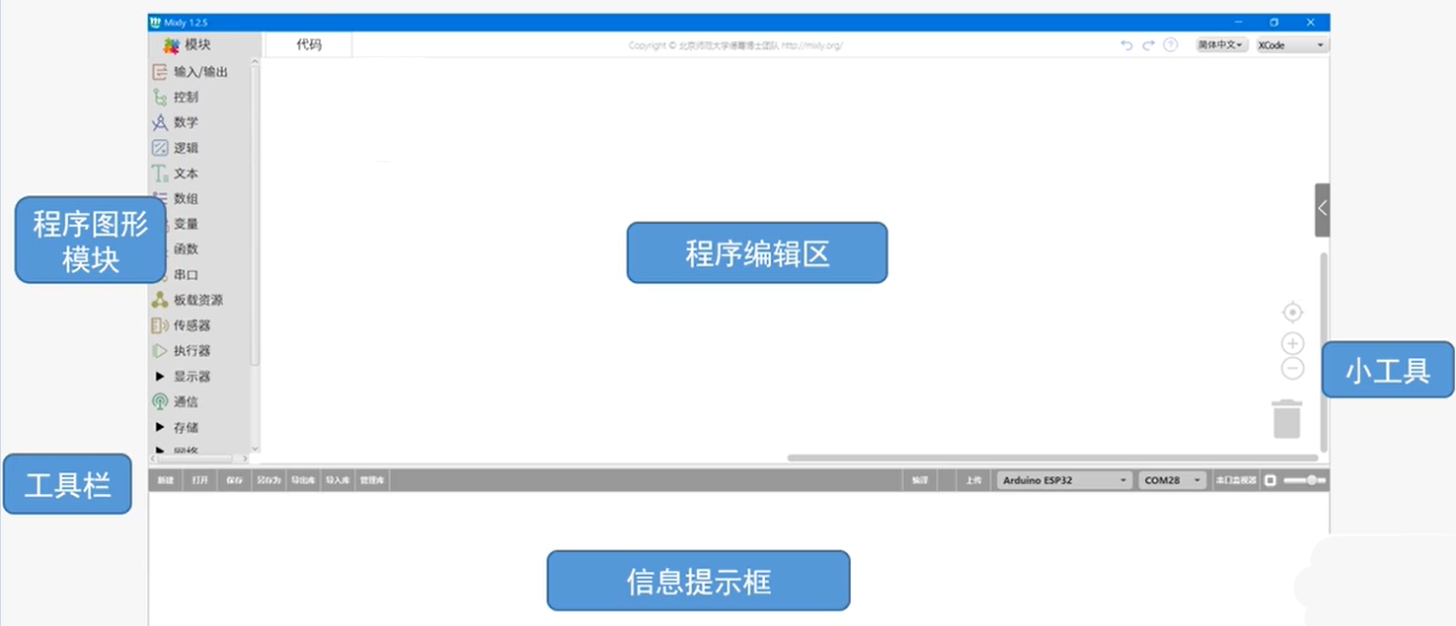 Mixly 1.2.5
模块
代码
Copyright © 北京师范大学傅骞博士团队 http://mixly.org/
简体中文
XCode
输入/输出
控制
数学
逻辑
文本
数组
变量
函数
串口
板载资源
传感器
执行器
显示器
通信
存储
网络
程序图形
模块
程序编辑区
小工具
工具栏
新建 打开 保存 另存为 导出库 导入库 管理库 编译 上传 Arduino ESP32 COM28 串口监视器
信息提示框